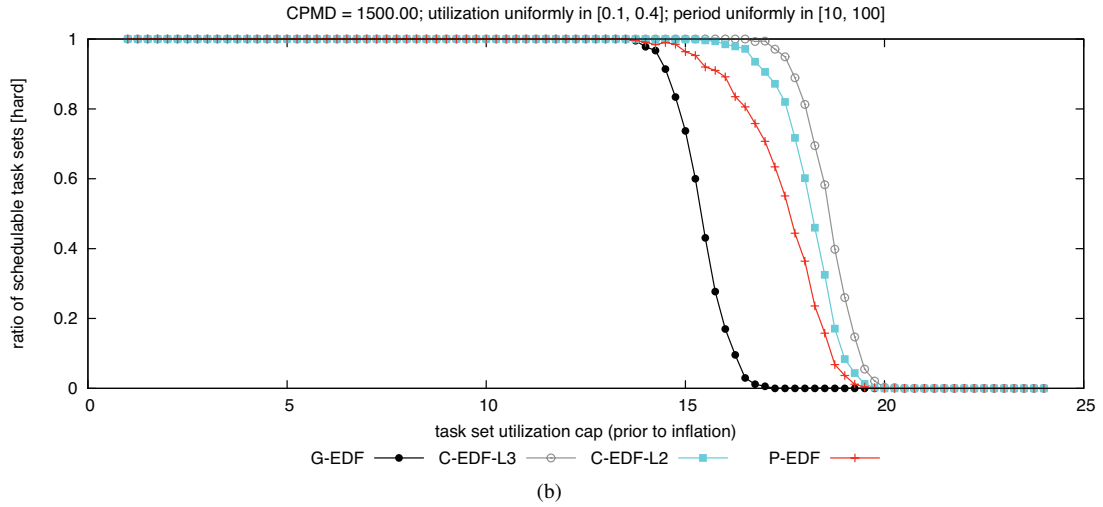 CPMD = 1500.00; utilization uniformly in [0.1, 0.4]; period uniformly in [10, 100]
1
0.8
0.6
0.4
0.2
0
ratio of schedulable task sets [hard]
0 5 10 15 20 25
task set utilization cap (prior to inflation)
G-EDF C-EDF-L3 C-EDF-L2 P-EDF
(b)